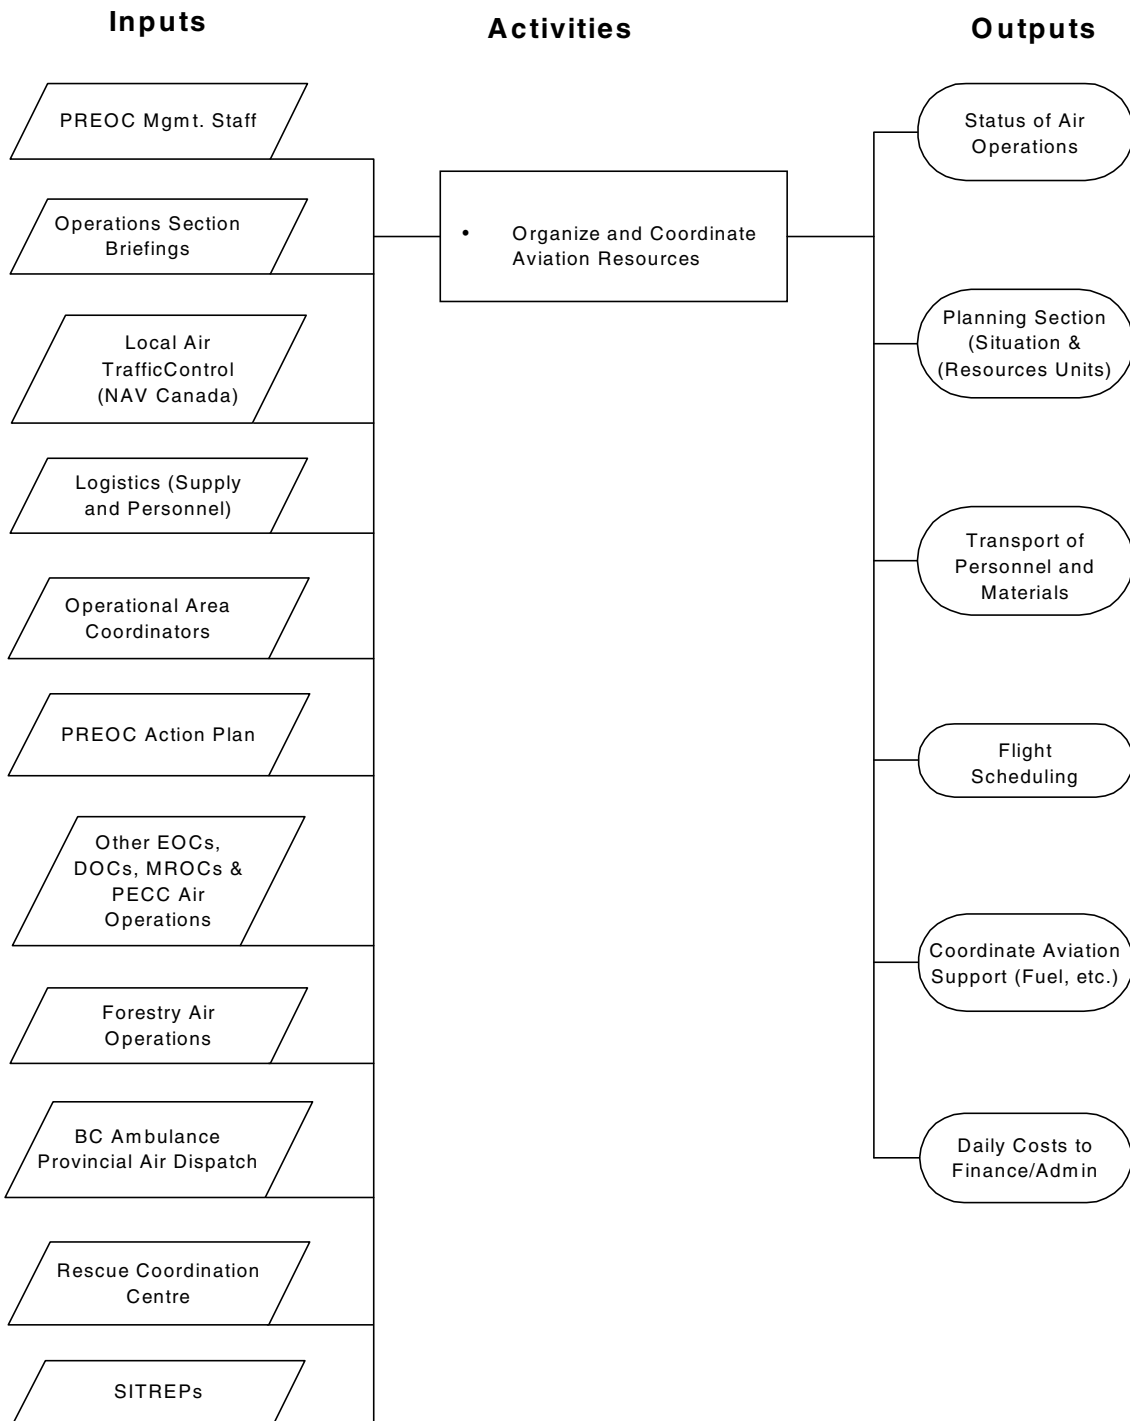 Inputs
Activities
Outputs
PREOC Mgmt. Staff
Operations Section
Briefings
Local Air
TrafficControl
(NAV Canada)
Logistics (Supply
and Personnel)
Operational Area
Coordinators
PREOC Action Plan
Other EOCs,
DOCs, MROCs &
PECC Air
Operations
Forestry Air
Operations
BC Ambulance
Provincial Air Dispatch
Rescue Coordination
Centre
SITREPs
• Organize and Coordinate
Aviation Resources
Status of Air
Operations
Planning Section
(Situation &
(Resources Units)
Transport of
Personnel and
Materials
Flight
Scheduling
Coordinate Aviation
Support (Fuel, etc.)
Daily Costs to
Finance/Admin